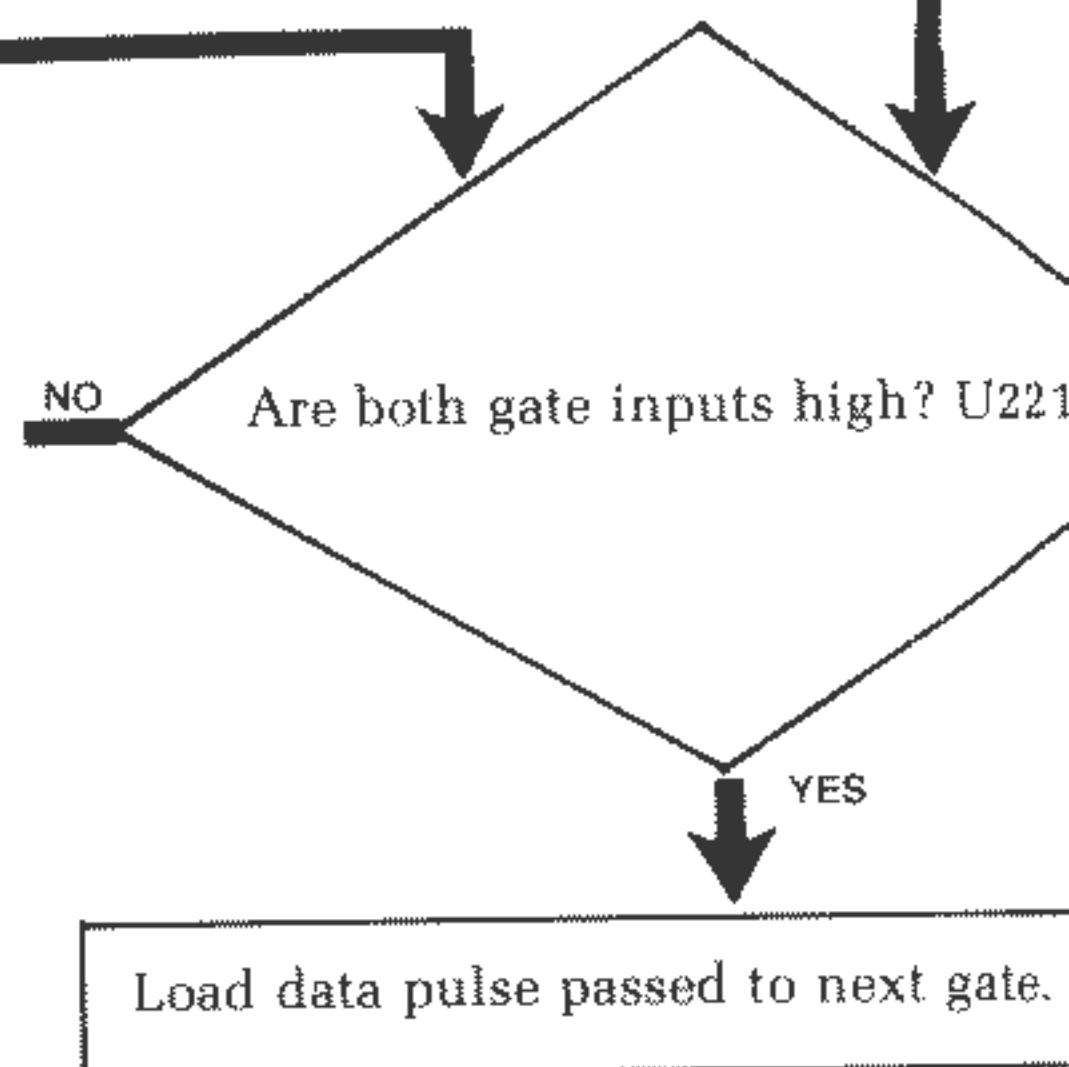 NO
Are both gate inputs high? U221
YES
Load data pulse passed to next gate.